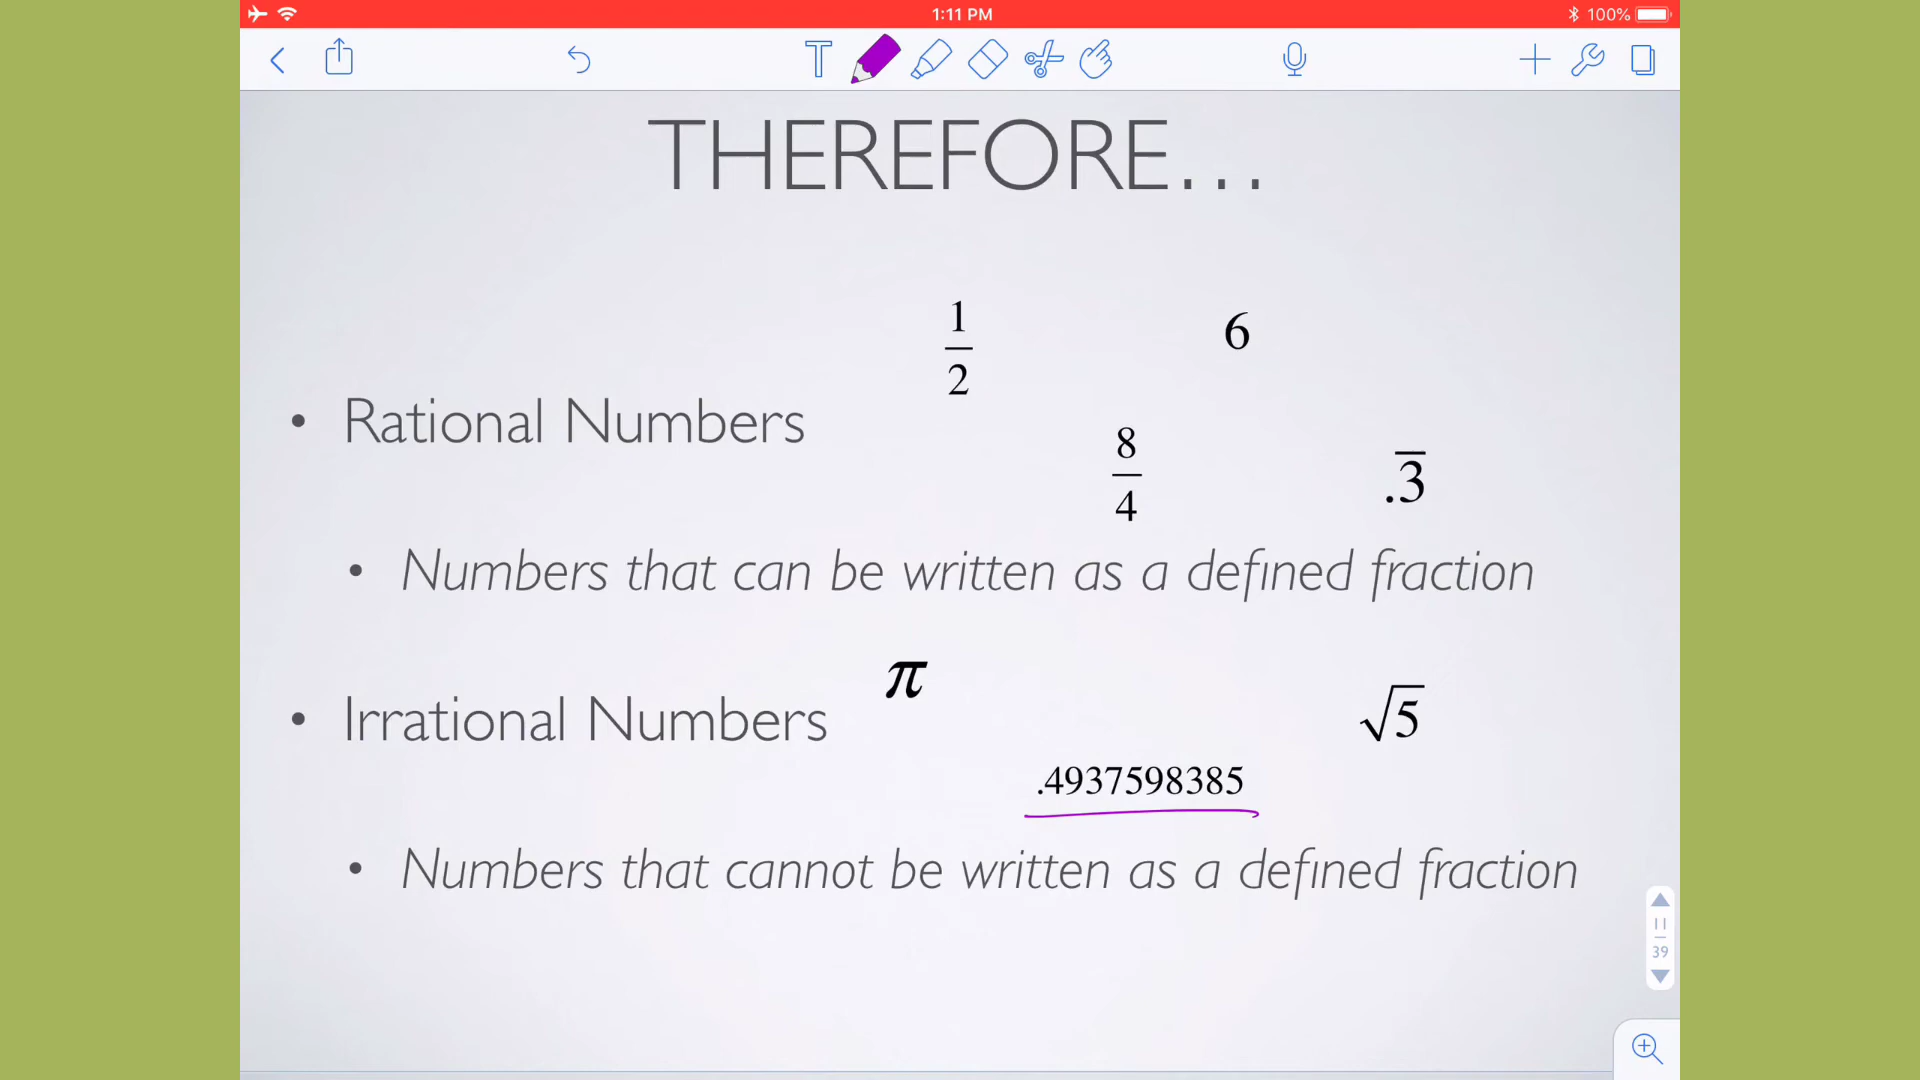 1:11 PM
100%
T
THEREFORE...
1/2
6
• Rational Numbers
8/4
.3̅
• Numbers that can be written as a defined fraction
π
• Irrational Numbers
√5
.4937598385
• Numbers that cannot be written as a defined fraction
11
39